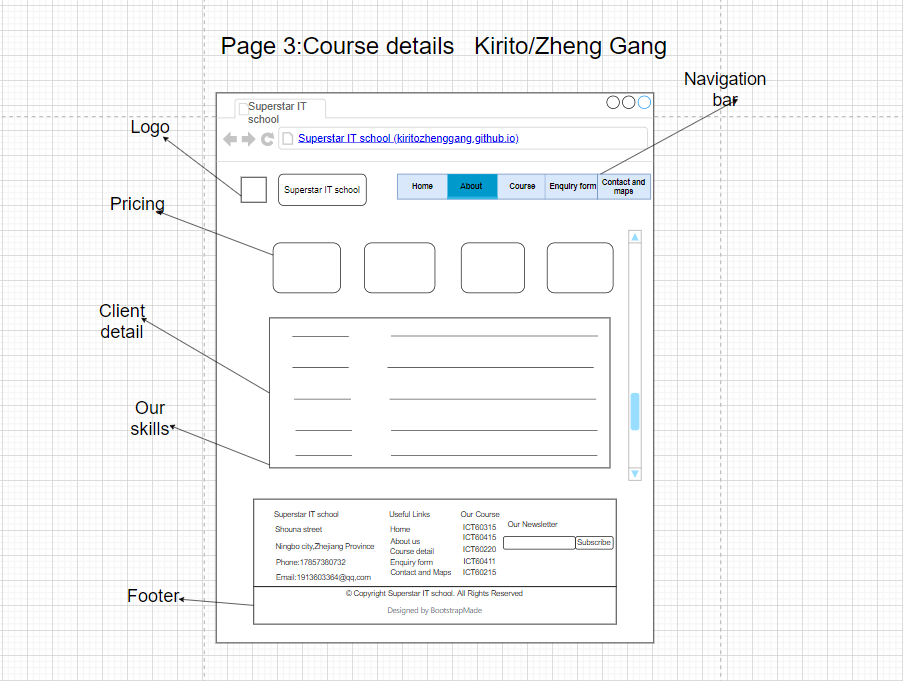 Page 3:Course details   Kirito/Zheng Gang
Navigation
bar
Superstar IT
school
Logo
Superstar IT school (kiritozhenggang.github.io)
Superstar IT school
Home
About
Course
Enquiry form
Contact and
maps
Pricing
Client
detail
Our
skills
Superstar IT school
Shouna street
Ningbo city,Zhejiang Province
Phone:17857380732
Email:1913603364@qq,com
Useful Links
Home
About us
Course detail
Enquiry form
Contact and Maps
Our Course
ICT60315
ICT60415
ICT60220
ICT60411
ICT60215
Our Newsletter
Subscribe
Footer
© Copyright Superstar IT school. All Rights Reserved
Designed by BootstrapMade